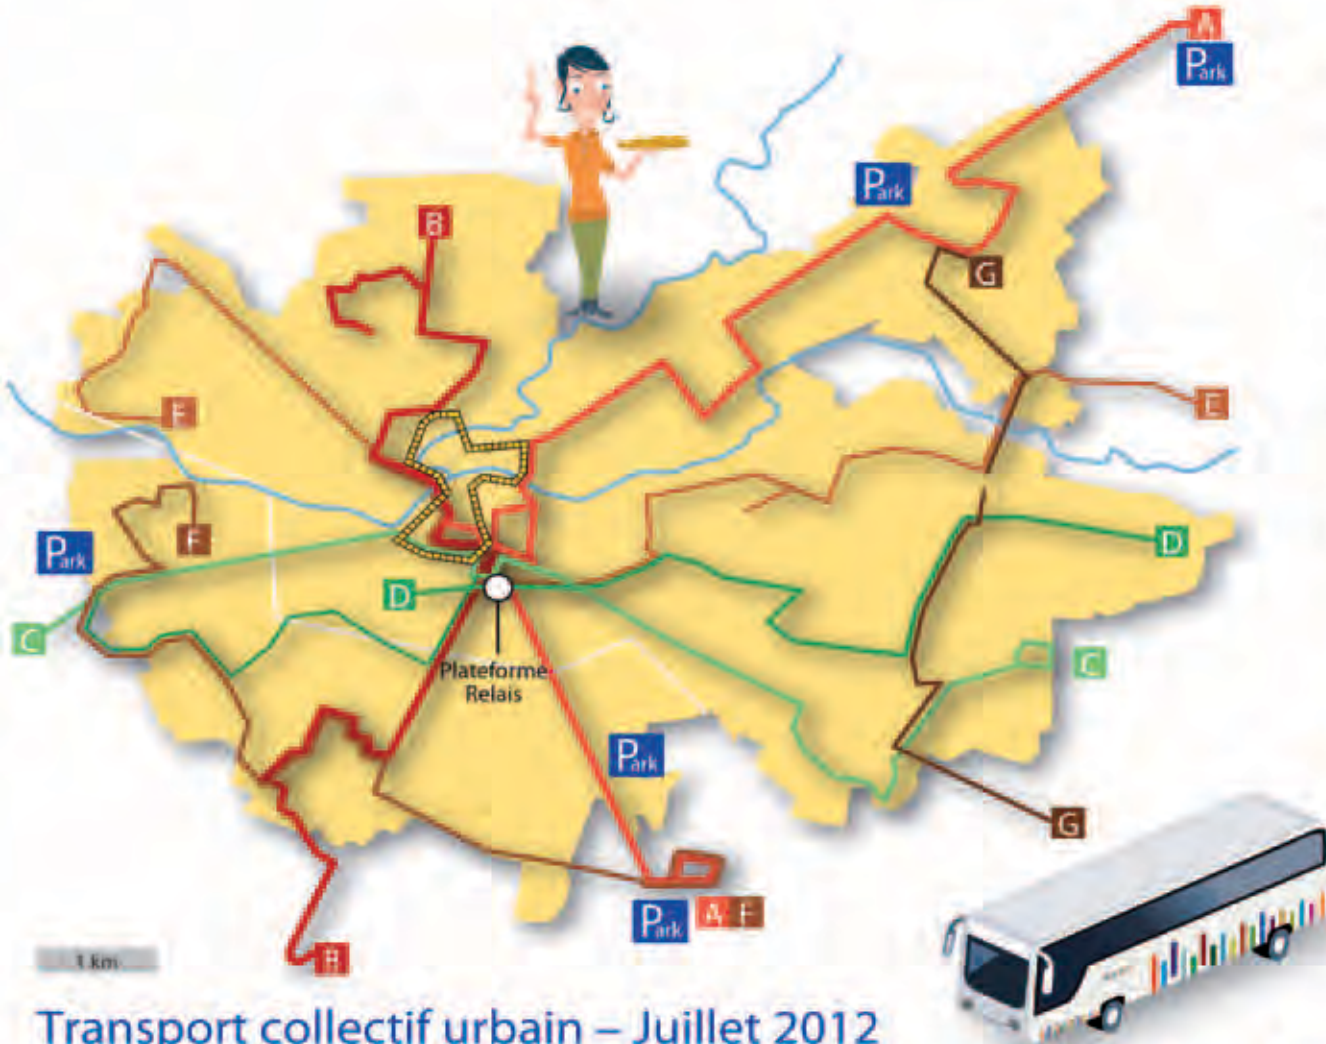 A
Park
Park
B
G
E
E
F
Park
D
D
C
Plateforme
Relais
C
Park
G
Park
A F
B
1 km
Transport collectif urbain – Juillet 2012